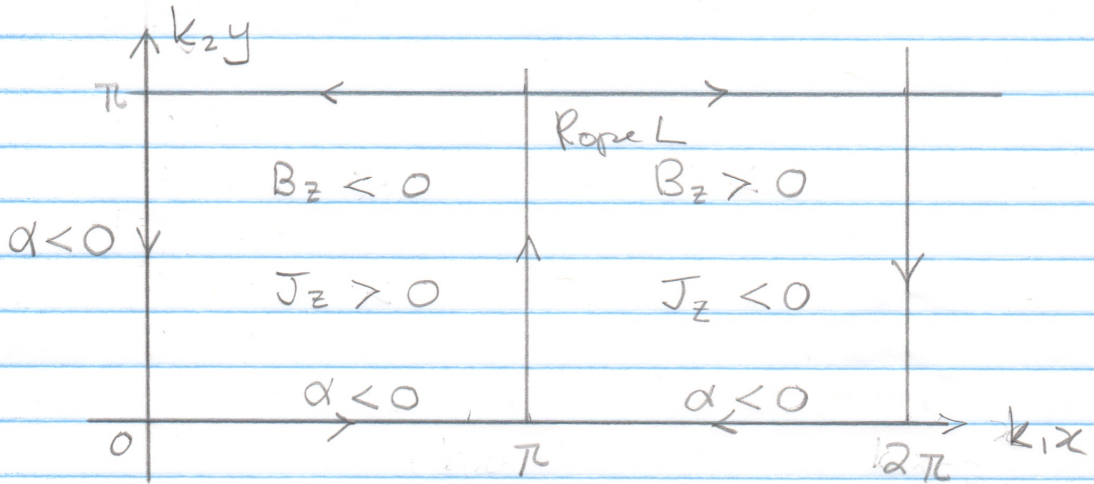 k₂y
π
Rope L
B_z < 0
B_z > 0
α < 0
J_z > 0
J_z < 0
α < 0
α < 0
0
π
2π
k₁x